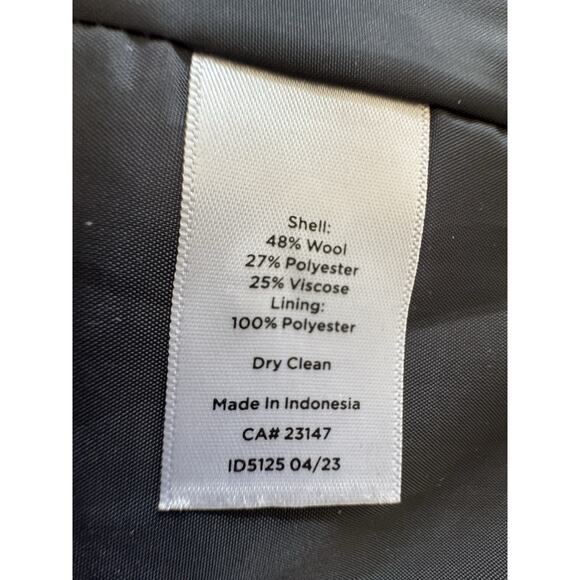 Shell:
48% Wool
27% Polyester
25% Viscose
Lining:
100% Polyester
Dry Clean
Made In Indonesia
CA# 23147
ID5125 04/23